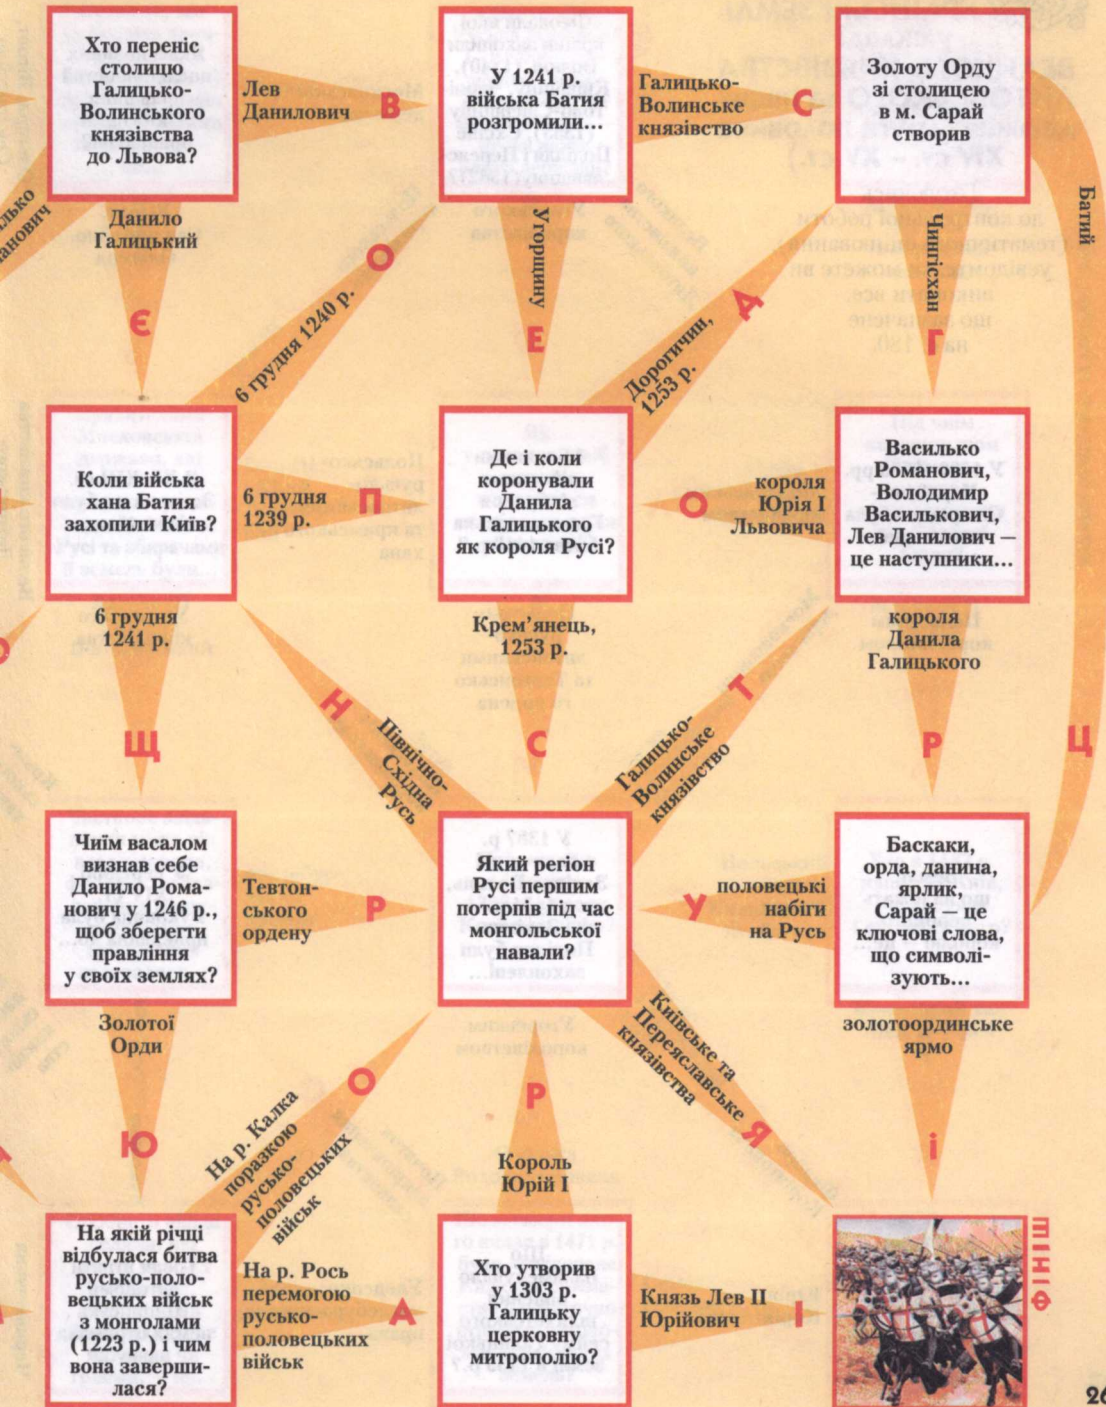 Хто переніс
столицю
Галицько-
Волинського
князівства
до Львова?
Лев
Данилович
В
У 1241 р.
війська Батия
розгромили...
Галицько-
Волинське
князівство
С
Золоту Орду
зі столицею
в м. Сарай
створив
Батий
Данило
Галицький
Є
6 грудня 1240 р.
О
Угорщину
Е
Дорогичин,
1253 р.
Д
Чингісхан
Г
Коли війська
хана Батия
захопили Київ?
6 грудня
1239 р.
П
Де і коли
коронували
Данила
Галицького
як короля Русі?
О
короля
Юрія І
Львовича
Василько
Романович,
Володимир
Василькович,
Лев Данилович —
це наступники...
6 грудня
1241 р.
Щ
Н
Північно-
Східна
Русь
Крем'янець,
1253 р.
С
Т
Галицько-
Волинське
князівство
короля
Данила
Галицького
Р
Ц
Чиїм васалом
визнав себе
Данило Рома-
нович у 1246 р.,
щоб зберегти
правління
у своїх землях?
Тевтон-
ського
ордену
Р
Який регіон
Русі першим
потерпів під час
монгольської
навали?
У
половецькі
набіги
на Русь
Баскаки,
орда, данина,
ярлик,
Сарай — це
ключові слова,
що символі-
зують...
Золотої
Орди
Ю
На р. Калка
поразкою
русько-
половецьких
військ
О
Р
Король
Юрій І
Київське та
Переяславське
князівства
Я
золотоординське
ярмо
І
На якій річці
відбулася битва
русько-поло-
вецьких військ
з монголами
(1223 р.) і чим
вона заверши-
лася?
На р. Рось
перемогою
русько-
половецьких
військ
А
Хто утворив
у 1303 р.
Галицьку
церковну
митрополію?
Князь Лев ІІ
Юрійович
І
ФІНІШ